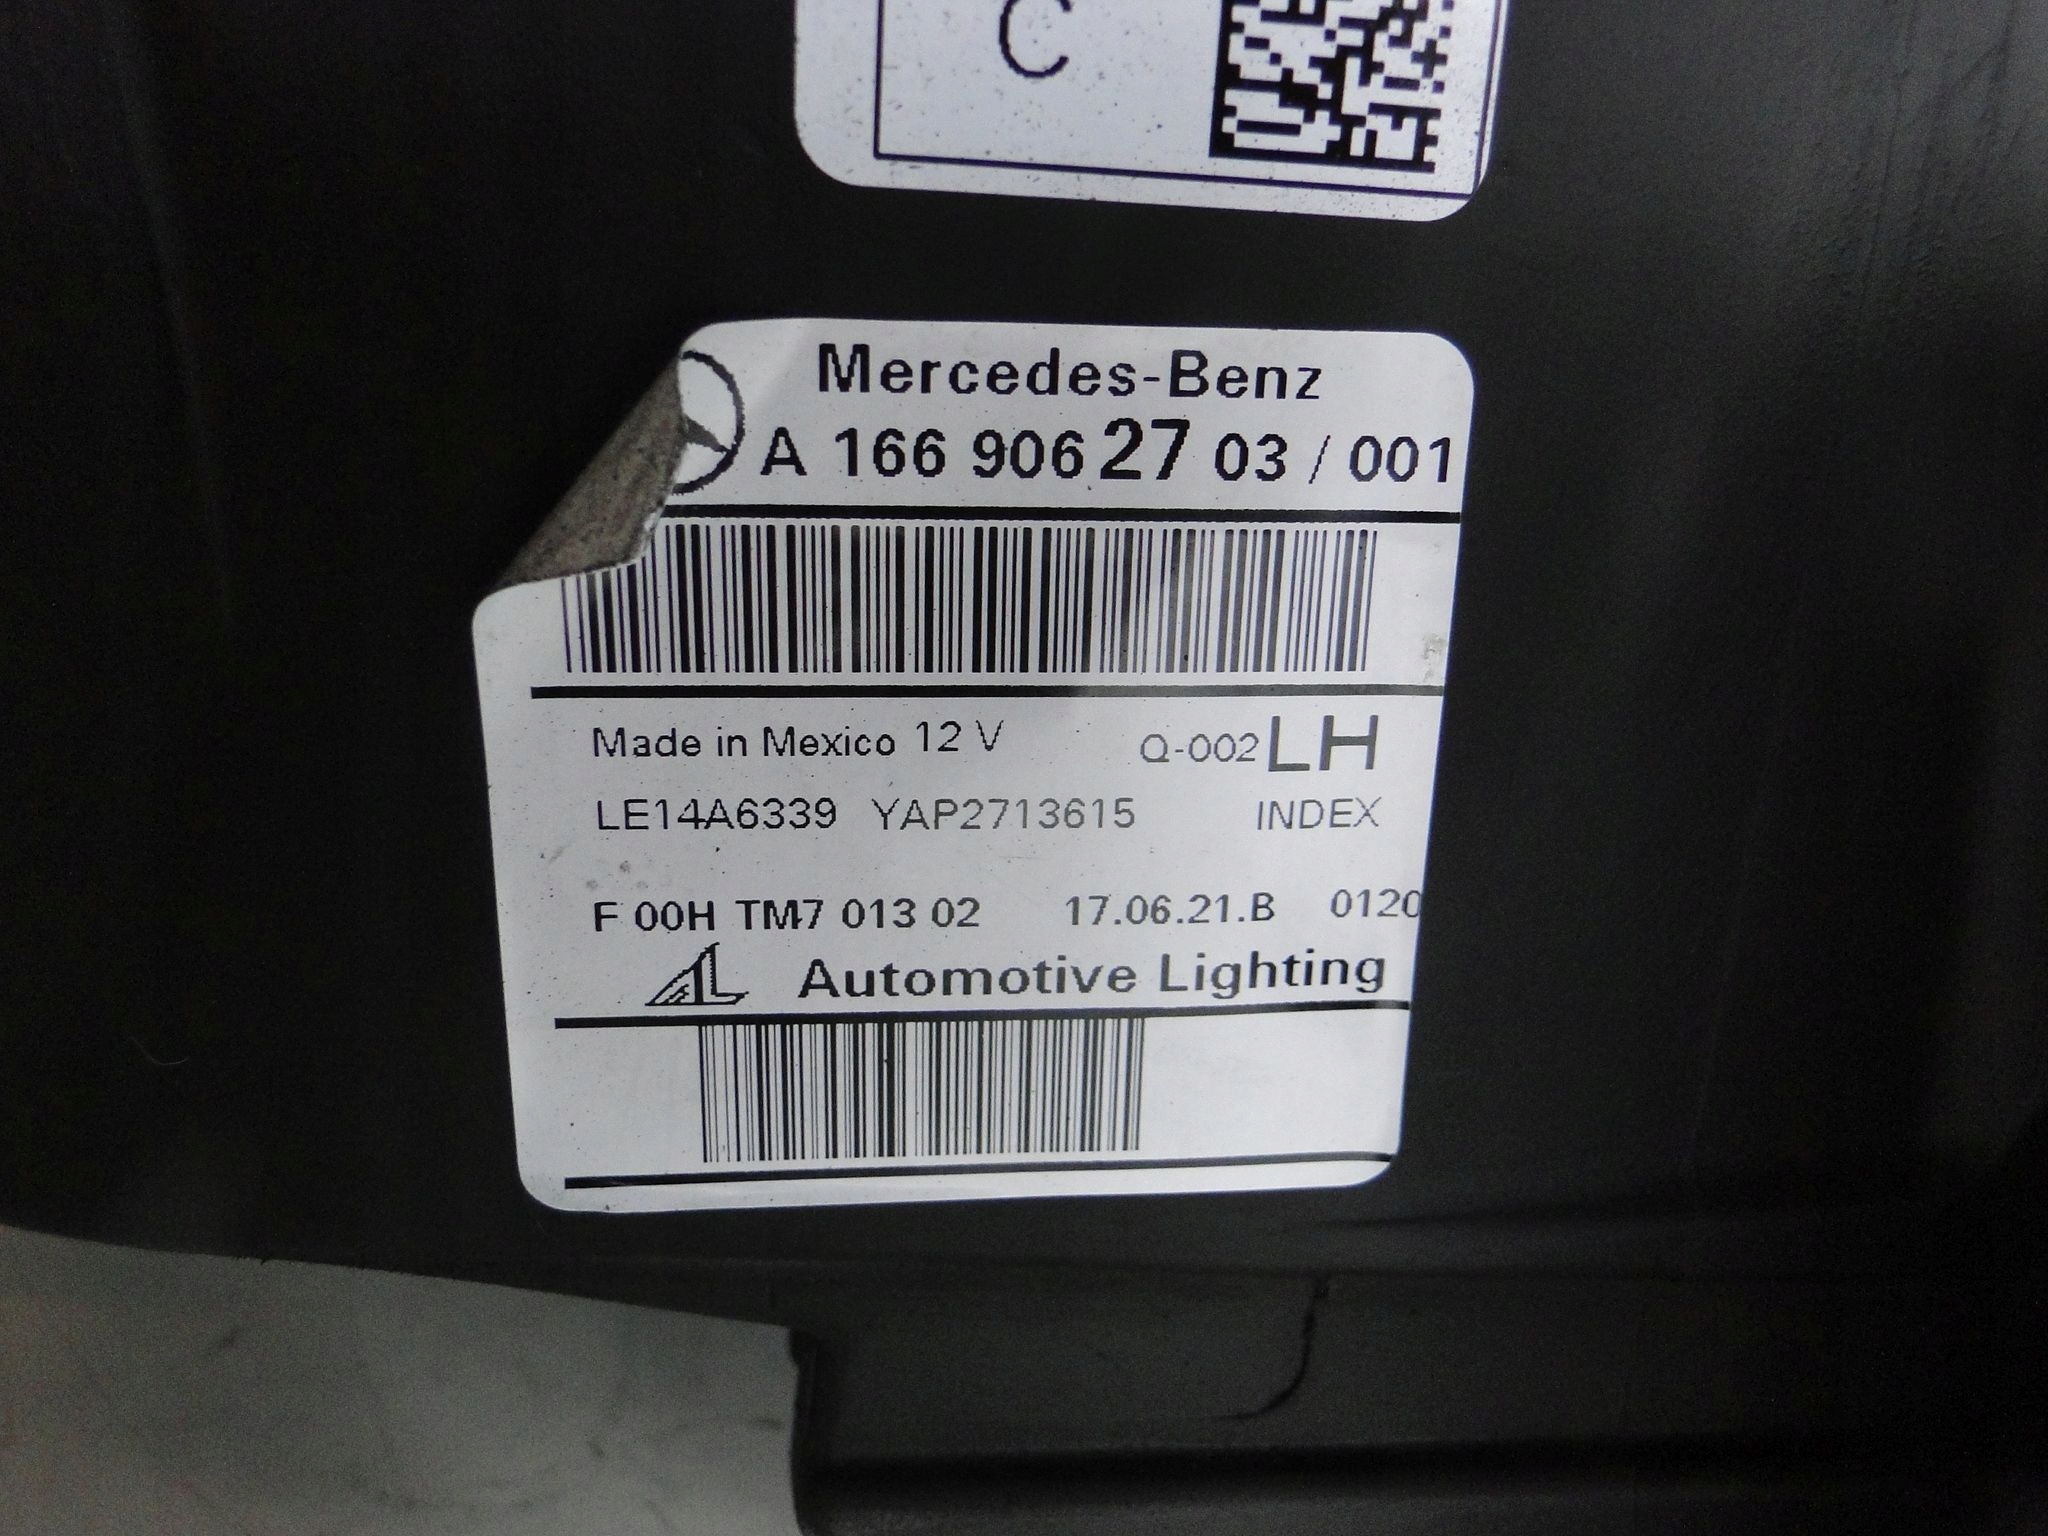 C
Mercedes-Benz
A 166 906 27 03 / 001
Made in Mexico 12 V Q-002 LH
LE14A6339 YAP2713615 INDEX
F 00H TM7 013 02 17.06.21.B 0120
AL Automotive Lighting